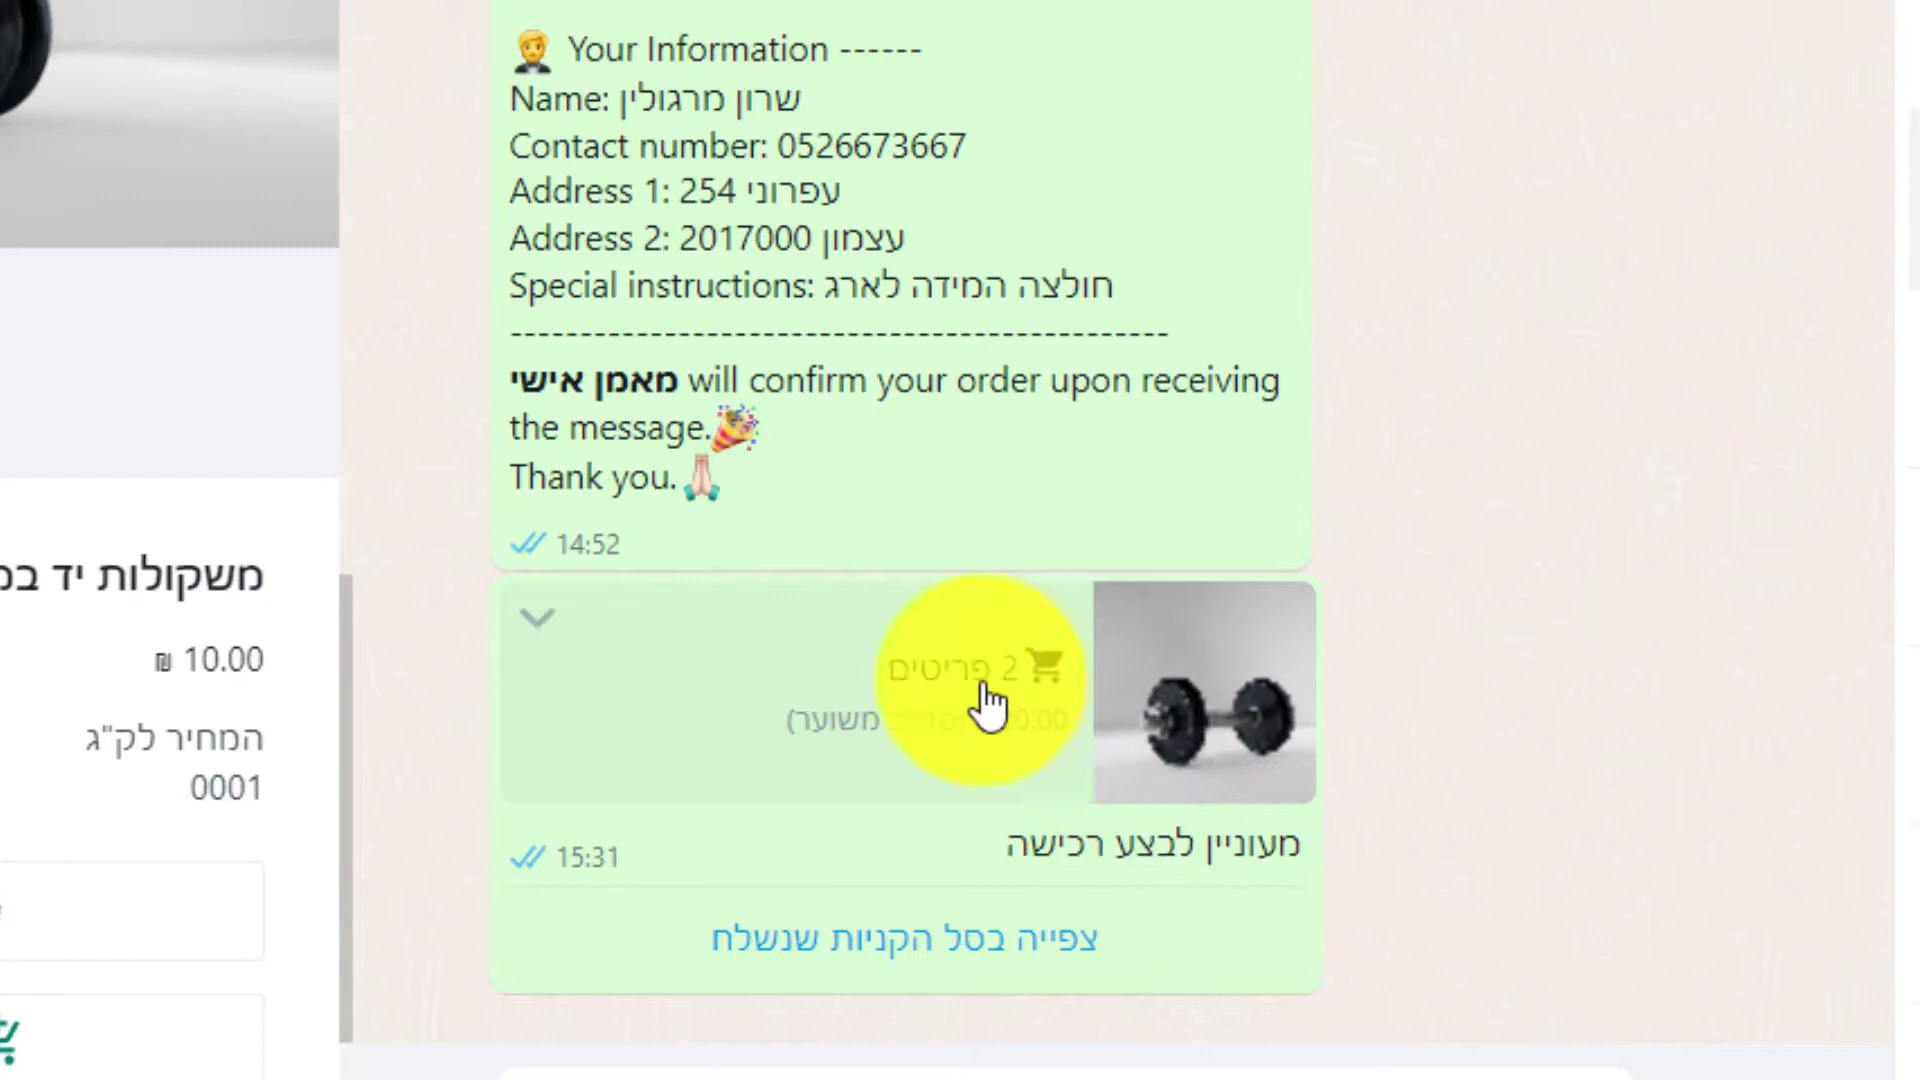 Your Information ------
Name: שרון מרגולין
Contact number: 0526673667
Address 1: 254 עפרוני
Address 2: 2017000 עצמון
Special instructions: חולצה המידה לארג
-----------------------------------------------
מאמן אישי will confirm your order upon receiving
the message.
Thank you.
14:52
2 פריטים
משוער)
מעוניין לבצע רכישה
15:31
צפייה בסל הקניות שנשלח
משקולות יד
10.00 ₪
המחיר לק"ג
0001